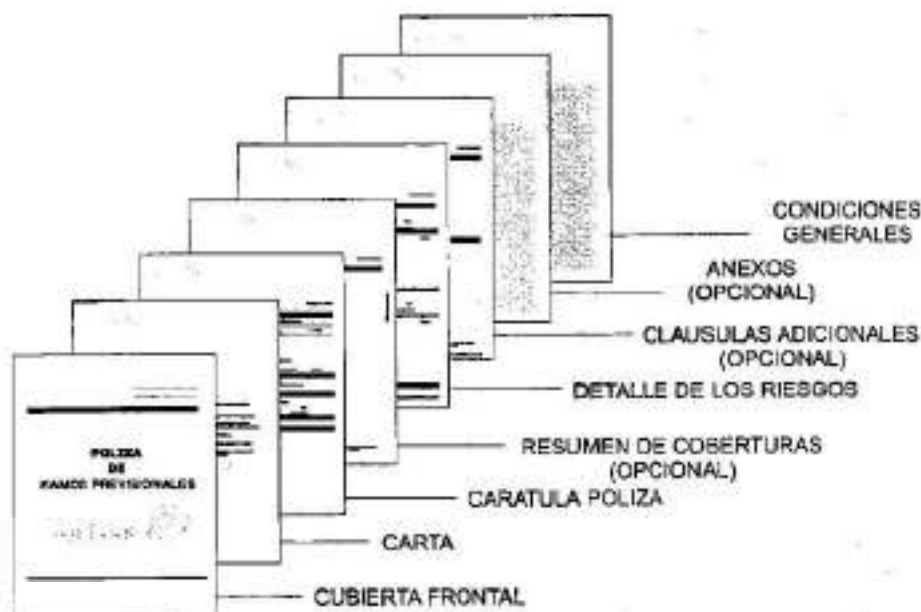 CONDICIONES
GENERALES
ANEXOS
(OPCIONAL)
CLAUSULAS ADICIONALES
(OPCIONAL)
DETALLE DE LOS RIESGOS
RESUMEN DE COBERTURAS
(OPCIONAL)
CARATULA POLIZA
CARTA
CUBIERTA FRONTAL
POLIZA
DE
RAMOS PREVISIONALES